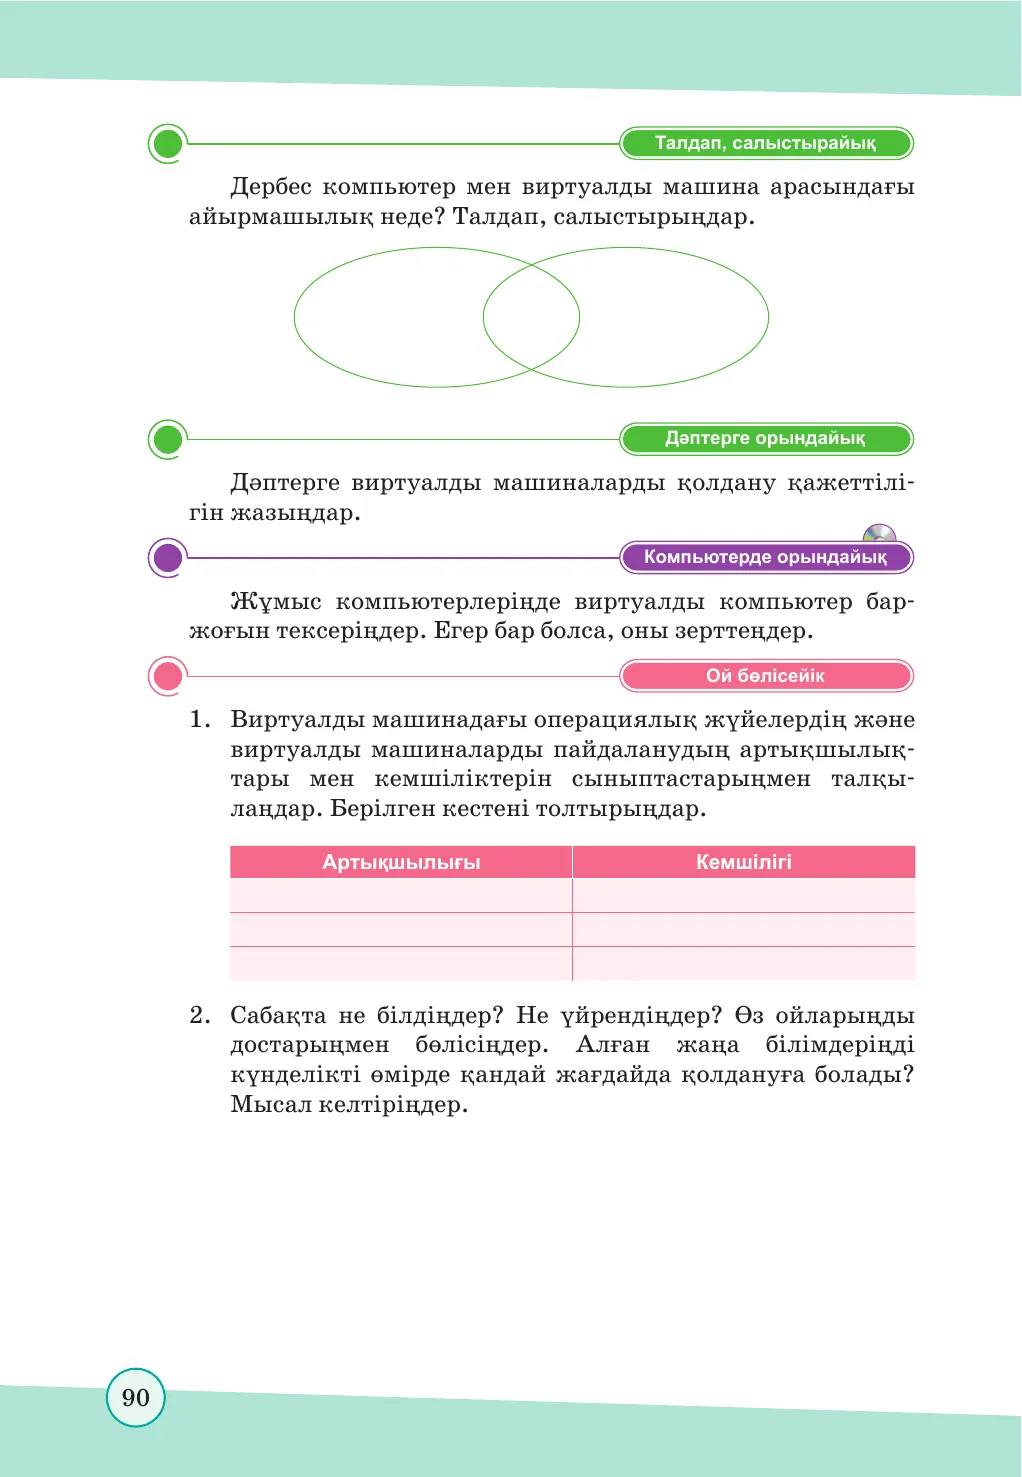 Талдап, салыстырайық
Дербес компьютер мен виртуалды машина арасындағы
айырмашылық неде? Талдап, салыстырыңдар.
Дәптерге орындайық
Дәптерге виртуалды машиналарды қолдану қажеттілі-
гін жазыңдар.
Компьютерде орындайық
Жұмыс компьютерлеріңде виртуалды компьютер бар-
жоғын тексеріңдер. Егер бар болса, оны зерттеңдер.
Ой бөлісейік
1. Виртуалды машинадағы операциялық жүйелердің және
виртуалды машиналарды пайдаланудың артықшылық-
тары мен кемшіліктерін сыныптастарыңмен талқы-
лаңдар. Берілген кестені толтырыңдар.
Артықшылығы Кемшілігі
2. Сабақта не білдіңдер? Не үйрендіңдер? Өз ойларыңды
достарыңмен бөлісіңдер. Алған жаңа білімдеріңді
күнделікті өмірде қандай жағдайда қолдануға болады?
Мысал келтіріңдер.
90